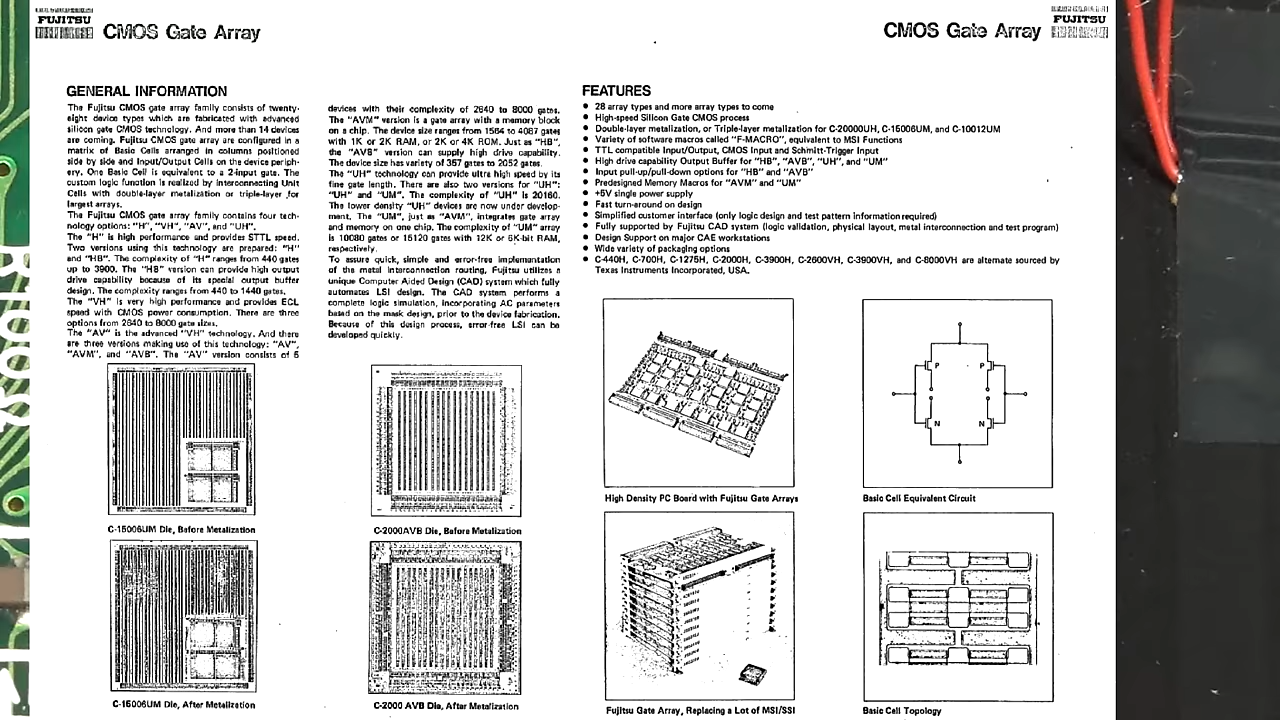 FUJITSU
CMOS Gate Array
CMOS Gate Array
FUJITSU
GENERAL INFORMATION
The Fujitsu CMOS gate array family consists of twenty-
eight device types which are fabricated with advanced
silicon gate CMOS technology. And more than 14 devices
are coming. Fujitsu CMOS gate array are configured in a
matrix of Basic Cells arranged in columns positioned
side by side and Input/Output Cells on the device periph-
ery. One Basic Cell is equivalent to a 2-input gate. The
custom logic function is realized by interconnecting Unit
Cells with double-layer metalization or triple-layer for
largest arrays.
The Fujitsu CMOS gate array family contains four tech-
nology options: "H", "VH", "AV", and "UH".
The "H" is high performance and provides STTL speed.
Two versions using this technology are prepared: "H"
and "HB". The complexity of "H" ranges from 440 gates
up to 3900. The "HB" version can provide high output
drive capability because of its special output buffer
design. The complexity ranges from 440 to 1440 gates.
The "VH" is very high performance and provides ECL
speed with CMOS power consumption. There are three
options from 2640 to 8000 gate sizes.
The "AV" is the advanced "VH" technology. And there
are three versions making use of this technology: "AV",
"AVM", and "AVB". The "AV" version consists of 5
devices with their complexity of 2640 to 8000 gates.
The "AVM" version is a gate array with a memory block
on a chip. The device size ranges from 1564 to 4087 gates
with 1K or 2K RAM, or 2K or 4K ROM. Just as "HB",
the "AVB" version can supply high drive capability.
The device size has variety of 357 gates to 2052 gates.
The "UH" technology can provide ultra high speed by its
fine gate length. There are also two versions for "UH":
"UH" and "UM". The complexity of "UH" is 20160.
The lower density "UH" devices are now under develop-
ment. The "UM", just as "AVM", integrates gate array
and memory on one chip. The complexity of "UM" array
is 10080 gates or 15120 gates with 12K or 6K-bit RAM,
respectively.
To assure quick, simple and error-free implementation
of the metal interconnection routing, Fujitsu utilizes a
unique Computer Aided Design (CAD) system which fully
automates LSI design. The CAD system performs a
complete logic simulation, incorporating AC parameters
based on the mask design, prior to the device fabrication.
Because of this design process, error-free LSI can be
developed quickly.
FEATURES
• 28 array types and more array types to come
• High-speed Silicon Gate CMOS process
• Double-layer metalization, or Triple-layer metalization for C-20000UH, C-15006UM, and C-10012UM
• Variety of software macros called "F-MACRO", equivalent to MSI Functions
• TTL compatible Input/Output, CMOS Input and Schmitt-Trigger Input
• High drive capability Output Buffer for "HB", "AVB", "UH", and "UM"
• Input pull-up/pull-down options for "HB" and "AVB"
• Predesigned Memory Macros for "AVM" and "UM"
• +5V single power supply
• Fast turn-around on design
• Simplified customer interface (only logic design and test pattern information required)
• Fully supported by Fujitsu CAD system (logic validation, physical layout, metal interconnection and test program)
• Design Support on major CAE workstations
• Wide variety of packaging options
• C-440H, C-700H, C-1275H, C-2000H, C-3900H, C-2600VH, C-3900VH, and C-8000VH are alternate sourced by
Texas Instruments Incorporated, USA.
P P
N N
C-15006UM Die, Before Metalization
C-2000AVB Die, Before Metalization
High Density PC Board with Fujitsu Gate Arrays
Basic Cell Equivalent Circuit
C-15006UM Die, After Metalization
C-2000 AVB Die, After Metalization
Fujitsu Gate Array, Replacing a Lot of MSI/SSI
Basic Cell Topology